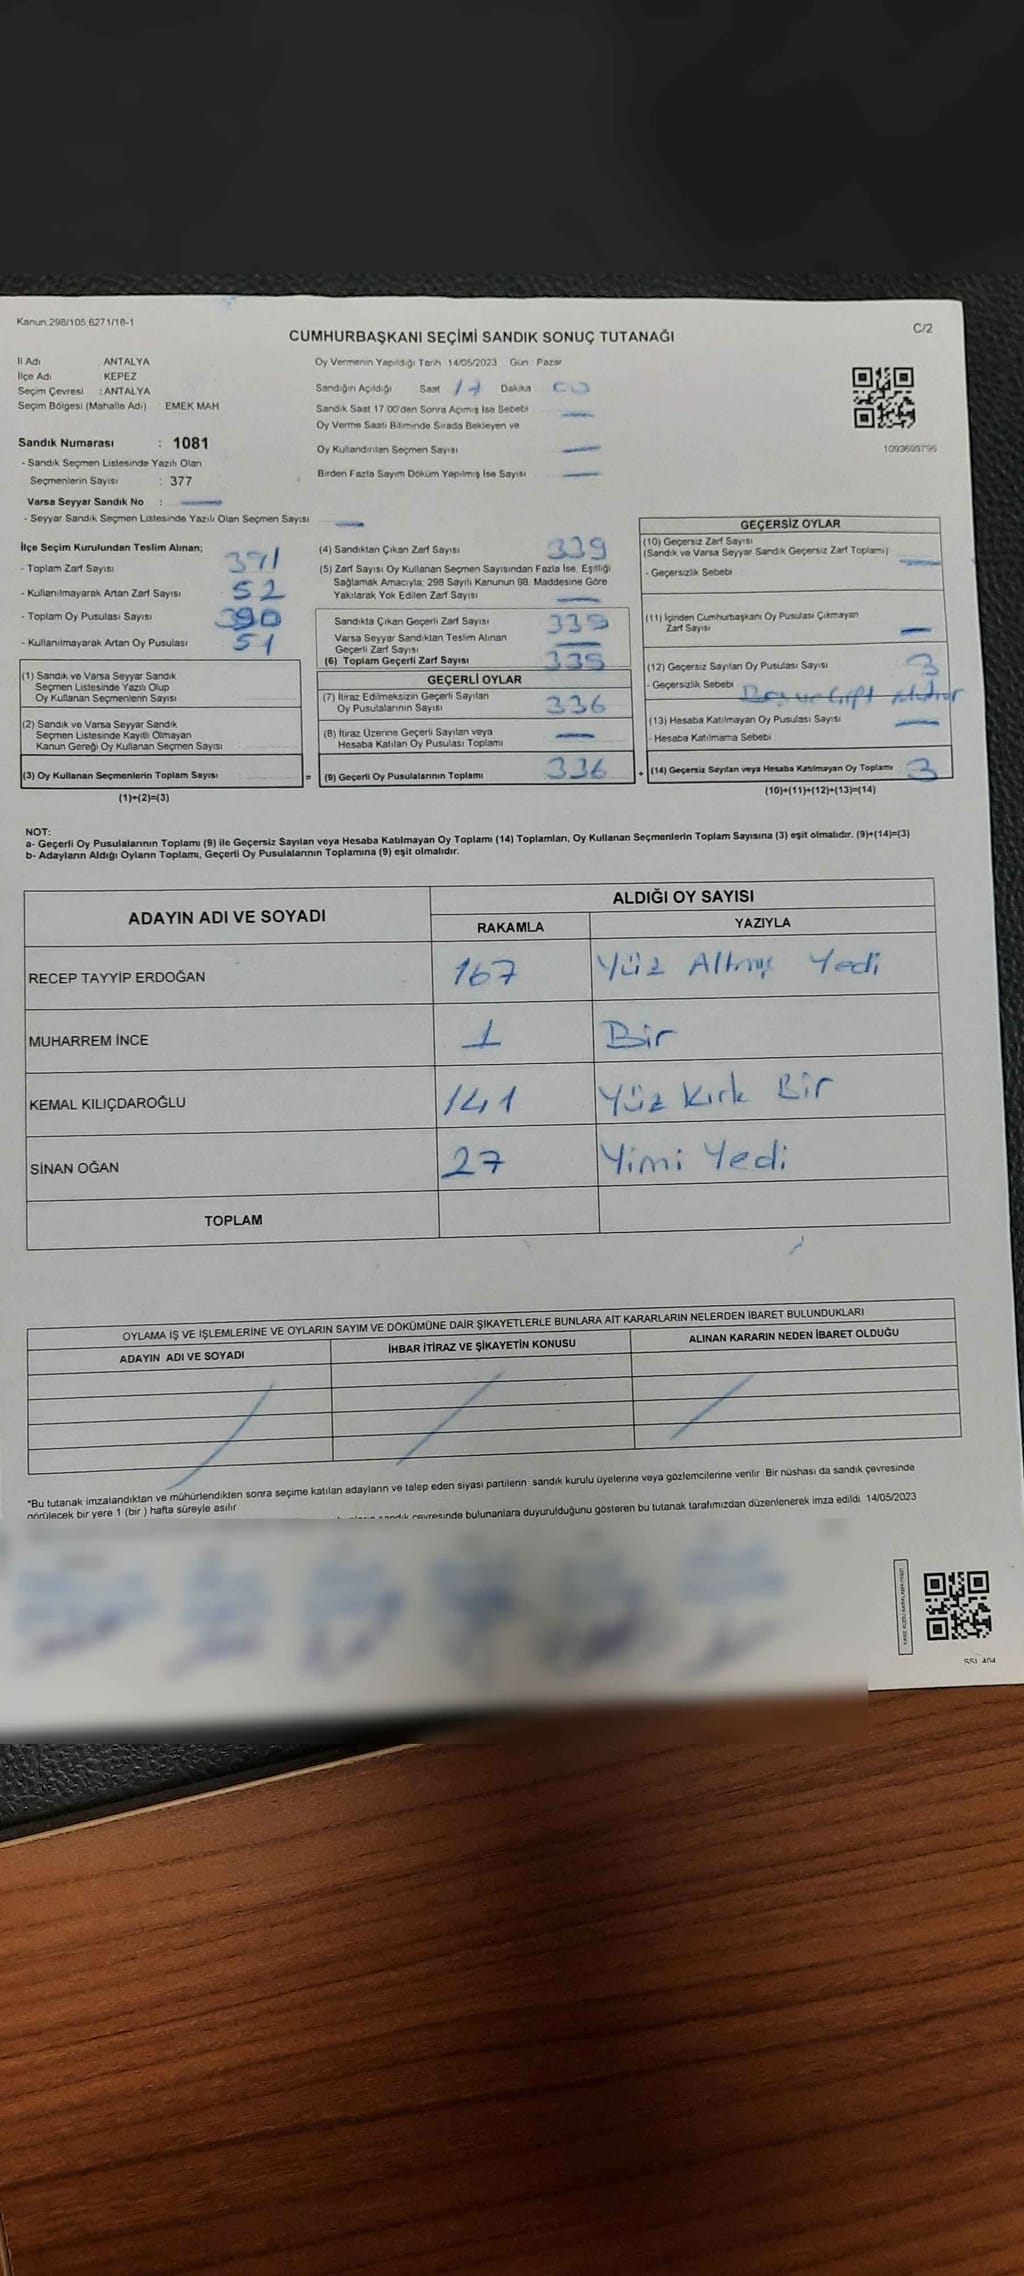 Kanun 298/105,6271/18-1
C/2
CUMHURBAŞKANI SEÇİMİ SANDIK SONUÇ TUTANAĞI
İl Adı : ANTALYA
İlçe Adı : KEPEZ
Seçim Çevresi : ANTALYA
Seçim Bölgesi (Mahalle Adı) EMEK MAH
Oy Vermenin Yapıldığı Tarih 14/05/2023 Gün Pazar
Sandığın Açıldığı Saat 17 Dakika 00
Sandık Saat 17 00'den Sonra Açılmış İse Sebebi —
Oy Verme Saati Bitiminde Sırada Bekleyen ve
Oy Kullandırılan Seçmen Sayısı —
Birden Fazla Sayım Döküm Yapılmış İse Sayısı —
1093699796
Sandık Numarası : 1081
- Sandık Seçmen Listesinde Yazılı Olan
Seçmenlerin Sayısı : 377
Varsa Seyyar Sandık No : —
- Seyyar Sandık Seçmen Listesinde Yazılı Olan Seçmen Sayısı —
İlçe Seçim Kurulundan Teslim Alınan;
- Toplam Zarf Sayısı 391
- Kullanılmayarak Artan Zarf Sayısı 52
- Toplam Oy Pusulası Sayısı 390
- Kullanılmayarak Artan Oy Pusulası 51
(1) Sandık ve Varsa Seyyar Sandık
Seçmen Listesinde Yazılı Olup
Oy Kullanan Seçmenlerin Sayısı
(2) Sandık ve Varsa Seyyar Sandık
Seçmen Listesinde Kayıtlı Olmayan
Kanun Gereği Oy Kullanan Seçmen Sayısı
(3) Oy Kullanan Seçmenlerin Toplam Sayısı =
(1)+(2)=(3)
(4) Sandıktan Çıkan Zarf Sayısı 339
(5) Zarf Sayısı Oy Kullanan Seçmen Sayısından Fazla İse, Eşitliği
Sağlamak Amacıyla; 298 Sayılı Kanunun 98. Maddesine Göre
Yakılarak Yok Edilen Zarf Sayısı —
Sandıkta Çıkan Geçerli Zarf Sayısı 339
Varsa Seyyar Sandıktan Teslim Alınan
Geçerli Zarf Sayısı —
(6) Toplam Geçerli Zarf Sayısı 339
GEÇERLİ OYLAR
(7) İtiraz Edilmeksizin Geçerli Sayılan
Oy Pusulalarının Sayısı 336
(8) İtiraz Üzerine Geçerli Sayılan veya
Hesaba Katılan Oy Pusulası Toplamı —
(9) Geçerli Oy Pusulalarının Toplamı 336 +
GEÇERSİZ OYLAR
(10) Geçersiz Zarf Sayısı
(Sandık ve Varsa Seyyar Sandık Geçersiz Zarf Toplamı) —
- Geçersizlik Sebebi
(11) İçinden Cumhurbaşkanı Oy Pusulası Çıkmayan
Zarf Sayısı —
(12) Geçersiz Sayılan Oy Pusulası Sayısı 3
- Geçersizlik Sebebi Boş ve Çift Mühür
(13) Hesaba Katılmayan Oy Pusulası Sayısı —
- Hesaba Katılmama Sebebi
(14) Geçersiz Sayılan veya Hesaba Katılmayan Oy Toplamı 3
(10)+(11)+(12)+(13)=(14)
NOT:
a- Geçerli Oy Pusulalarının Toplamı (9) ile Geçersiz Sayılan veya Hesaba Katılmayan Oy Toplamı (14) Toplamları, Oy Kullanan Seçmenlerin Toplam Sayısına (3) eşit olmalıdır. (9)+(14)=(3)
b- Adayların Aldığı Oyların Toplamı, Geçerli Oy Pusulalarının Toplamına (9) eşit olmalıdır.
ADAYIN ADI VE SOYADI ALDIĞI OY SAYISI
RAKAMLA YAZIYLA
RECEP TAYYİP ERDOĞAN 167 Yüz Altmış Yedi
MUHARREM İNCE 1 Bir
KEMAL KILIÇDAROĞLU 141 Yüz Kırk Bir
SİNAN OĞAN 27 Yimi Yedi
TOPLAM
OYLAMA İŞ VE İŞLEMLERİNE VE OYLARIN SAYIM VE DÖKÜMÜNE DAİR ŞİKAYETLERLE BUNLARA AİT KARARLARIN NELERDEN İBARET BULUNDUKLARI
ADAYIN ADI VE SOYADI İHBAR İTİRAZ VE ŞİKAYETİN KONUSU ALINAN KARARIN NEDEN İBARET OLDUĞU
*Bu tutanak imzalandıktan ve mühürlendikten sonra seçime katılan adayların ve talep eden siyasi partilerin sandık kurulu üyelerine veya gözlemcilerine verilir. Bir nüshası da sandık çevresinde
görülecek bir yere 1 (bir ) hafta süreyle asılır
sandık çevresinde bulunanlara duyurulduğunu gösteren bu tutanak tarafımızdan düzenlenerek imza edildi. 14/05/2023